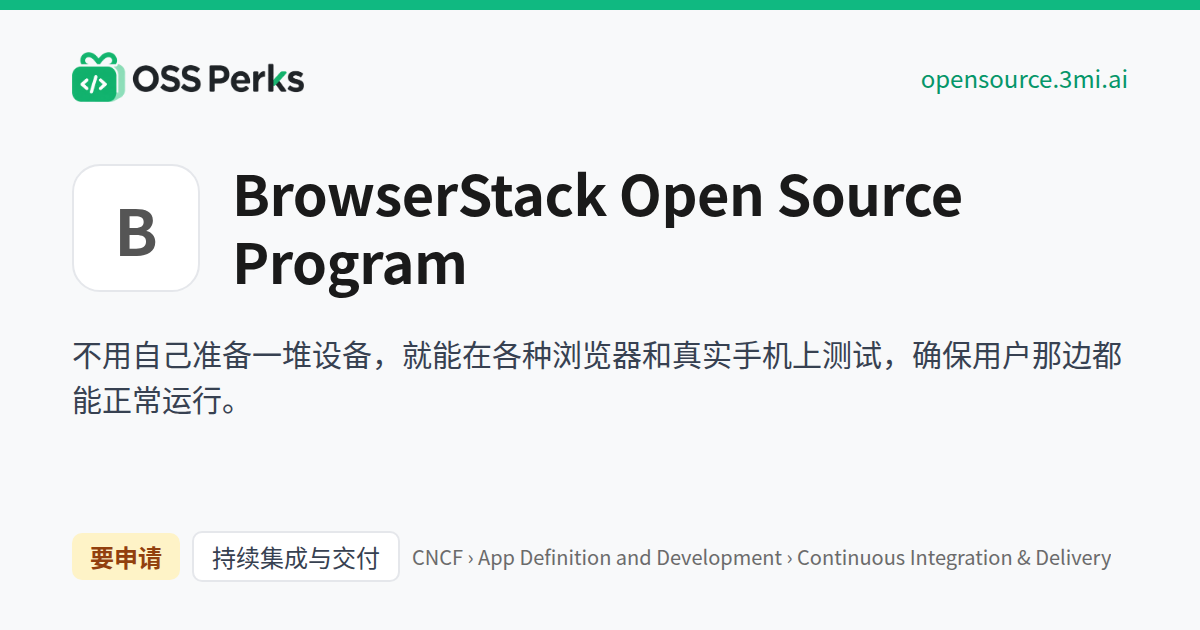 OSS Perks
opensource.3mi.ai
B
BrowserStack Open Source
Program
不用自己准备一堆设备，就能在各种浏览器和真实手机上测试，确保用户那边都
能正常运行。
要申请
持续集成与交付
CNCF › App Definition and Development › Continuous Integration & Delivery